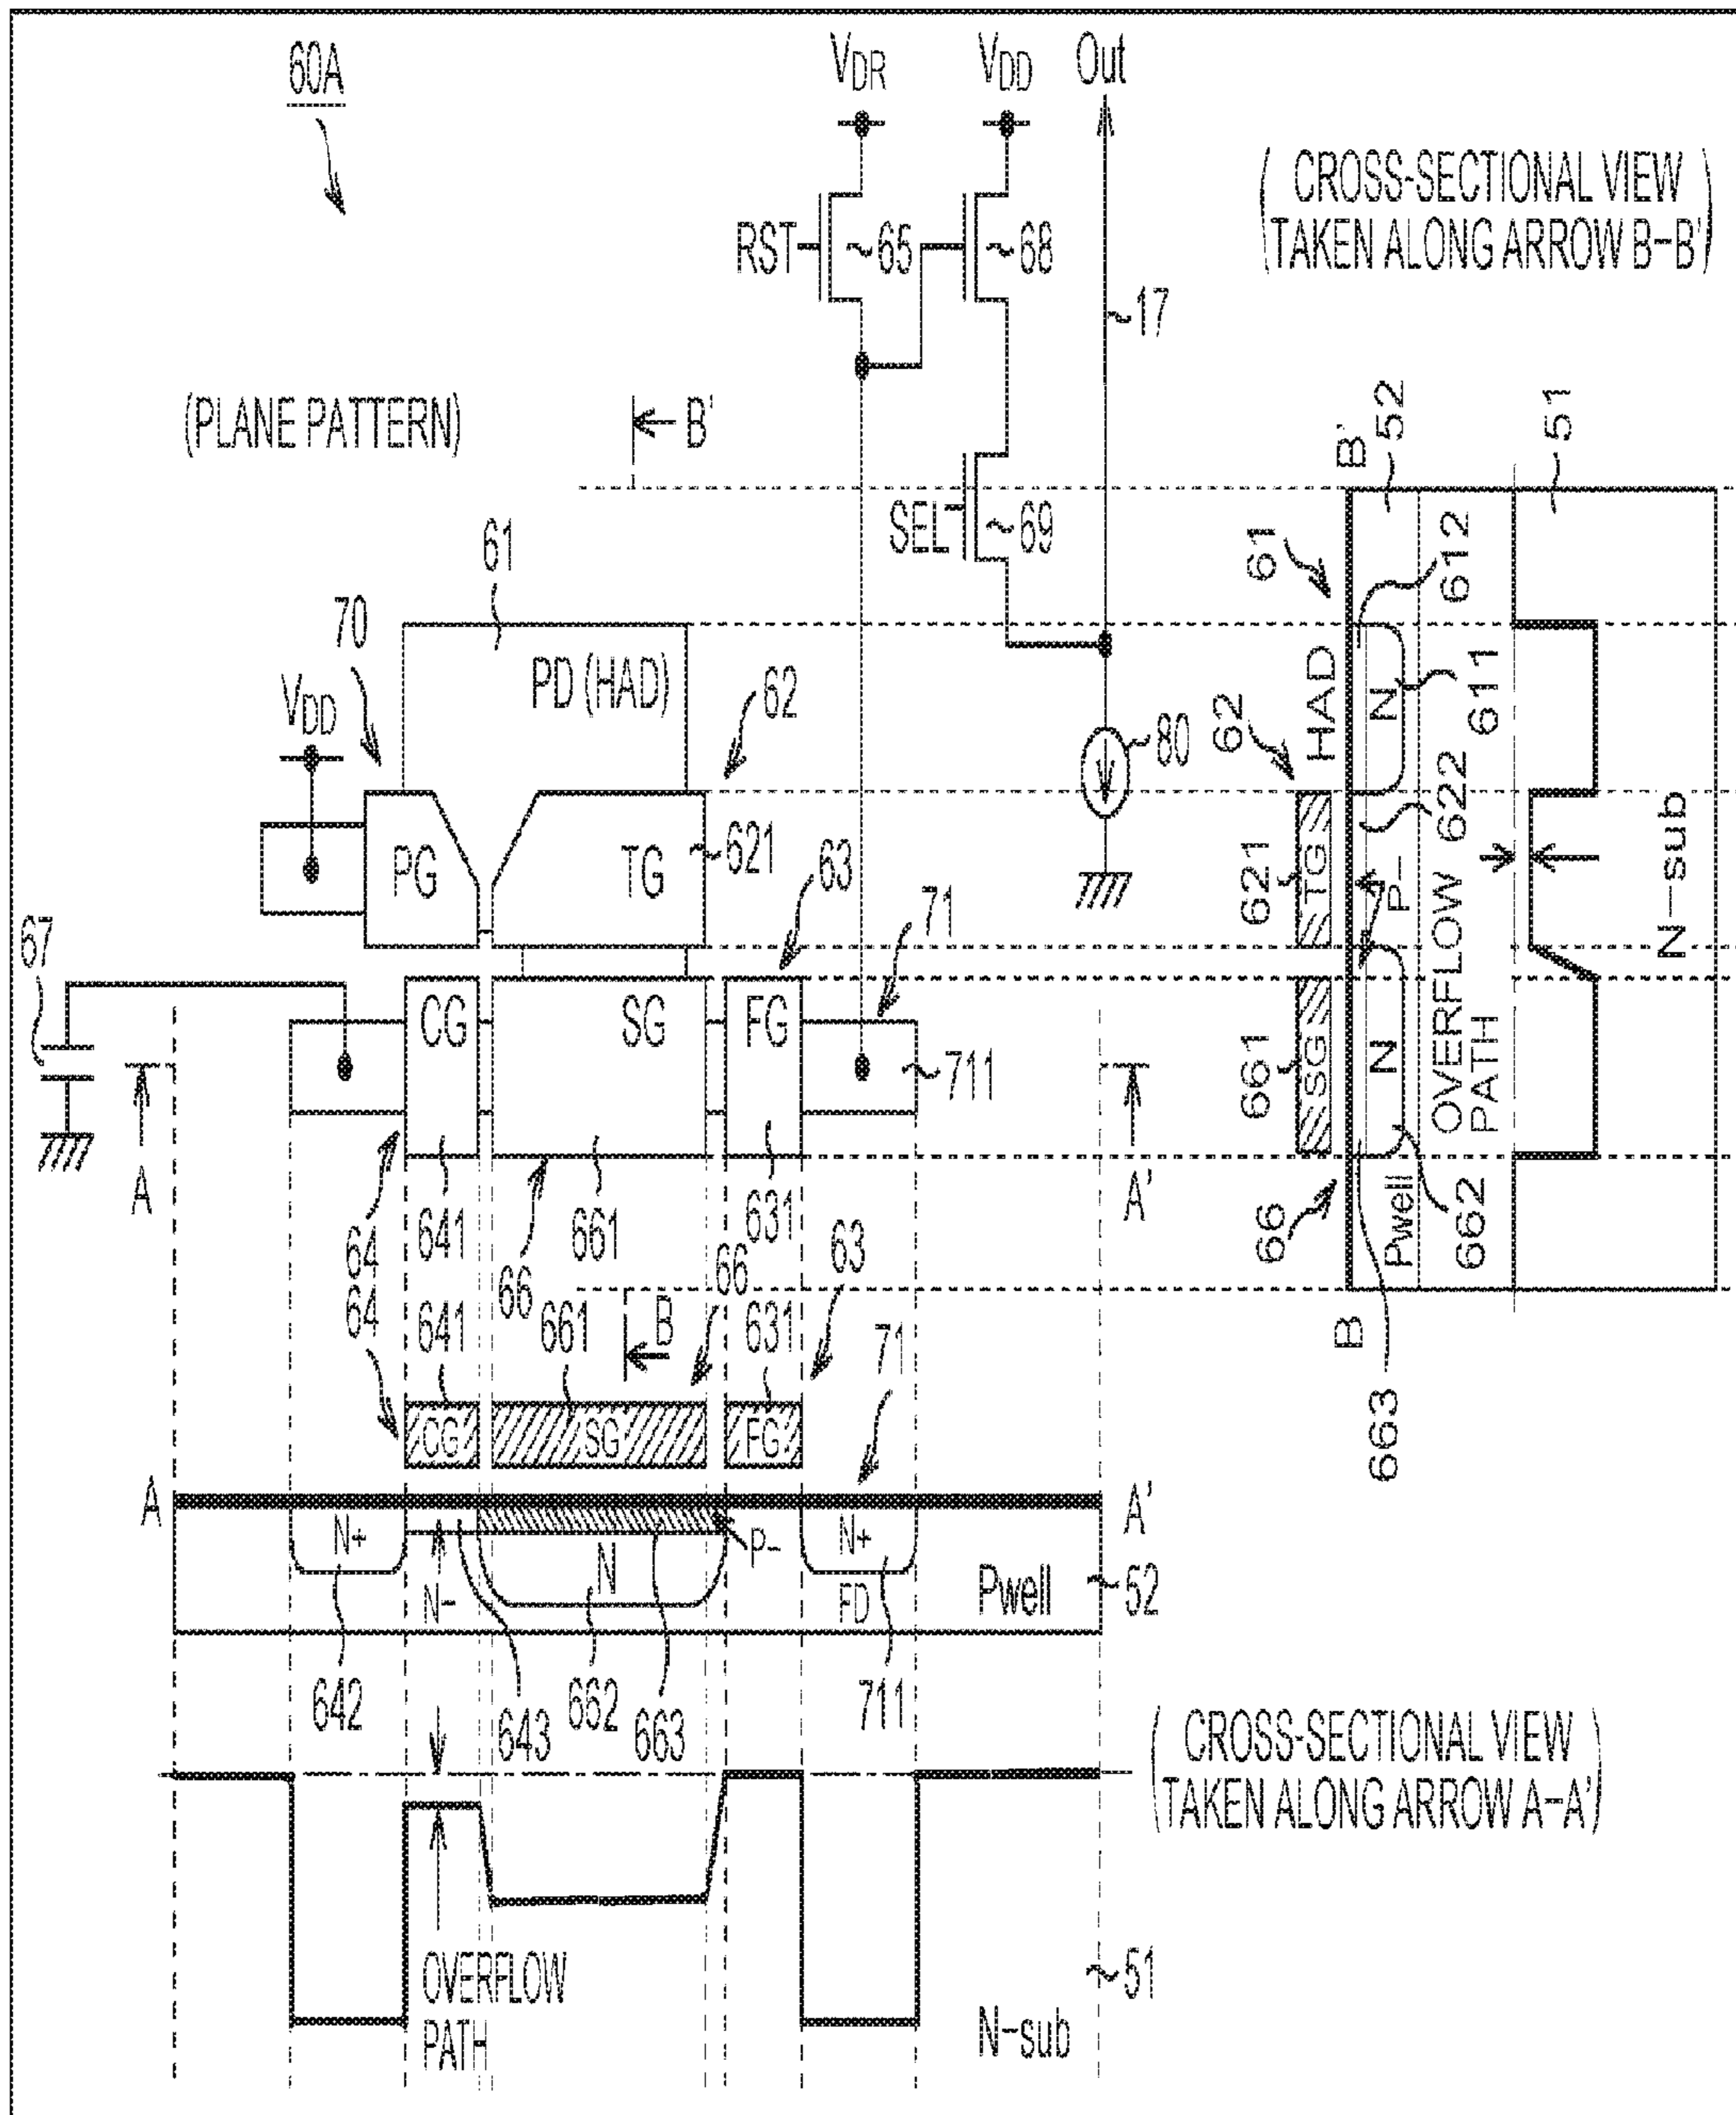 60A
VDR
VDD
Out
( CROSS-SECTIONAL VIEW
TAKEN ALONG ARROW B-B' )
RST
65
68
17
(PLANE PATTERN)
B'
SEL
69
61
70
VDD
PD (HAD)
62
80
PG
TG
621
63
67
71
CG
SG
FG
711
A
A'
64
641
66
661
631
63
64
641
661
B
66
631
71
CG
SG
FG
A
A'
N+
N-
N
P-
N+
FD
Pwell
52
642
643
662
663
711
( CROSS-SECTIONAL VIEW
TAKEN ALONG ARROW A-A' )
OVERFLOW
PATH
N-sub
51
B
B'
52
51
66
661
621
62
HAD
61
SG
TG
Pwell
N
P-
N
662
663
OVERFLOW
PATH
622
611
612
N-sub